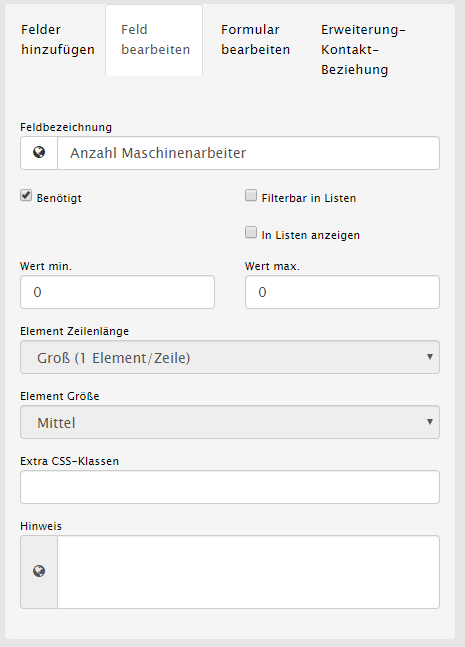 Felder
hinzufügen
Feld
bearbeiten
Formular
bearbeiten
Erweiterung-
Kontakt-
Beziehung
Feldbezeichnung
Anzahl Maschinenarbeiter
Benötigt
Filterbar in Listen
In Listen anzeigen
Wert min.
Wert max.
0
0
Element Zeilenlänge
Groß (1 Element/Zeile)
Element Größe
Mittel
Extra CSS-Klassen
Hinweis